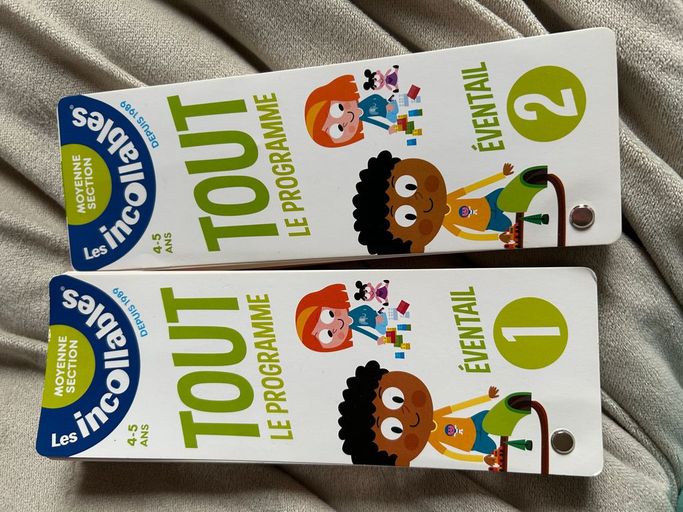 Les incollables
DEPUIS 1989
MOYENNE
SECTION
4-5
ANS
TOUT
LE PROGRAMME
ÉVENTAIL
2
Les incollables
DEPUIS 1989
MOYENNE
SECTION
4-5
ANS
TOUT
LE PROGRAMME
ÉVENTAIL
1